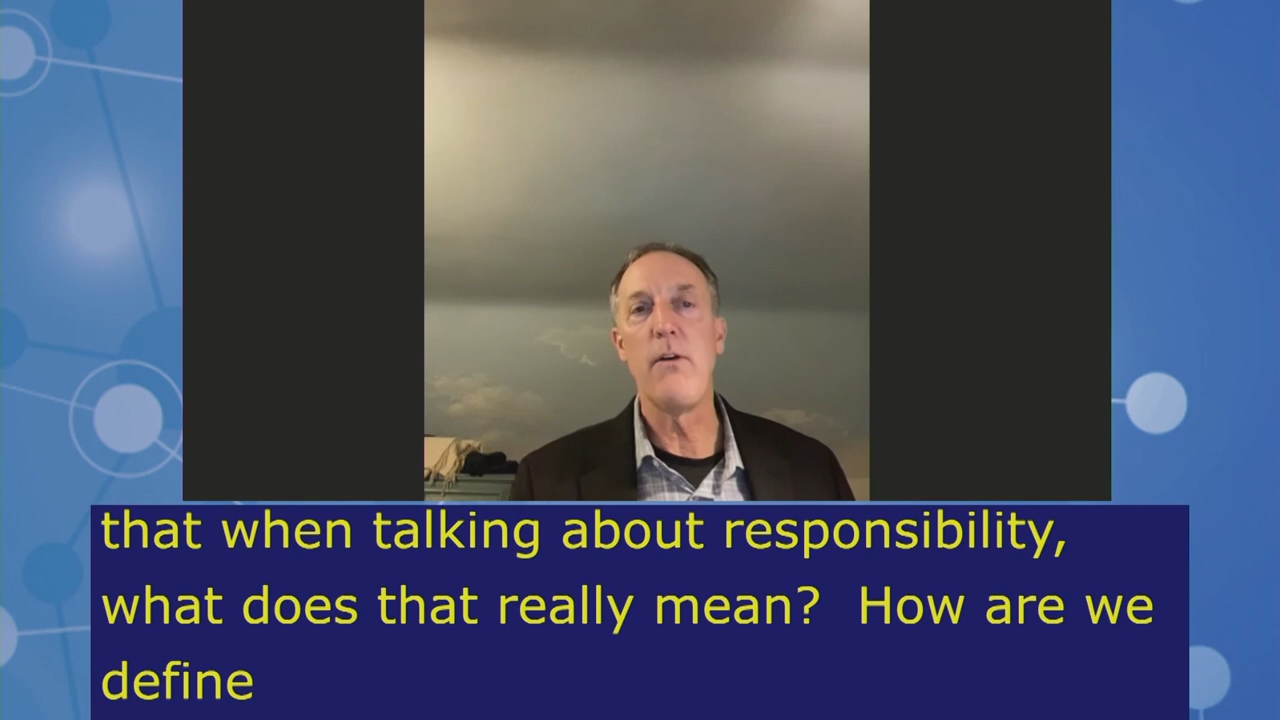 that when talking about responsibility,
what does that really mean?  How are we
define